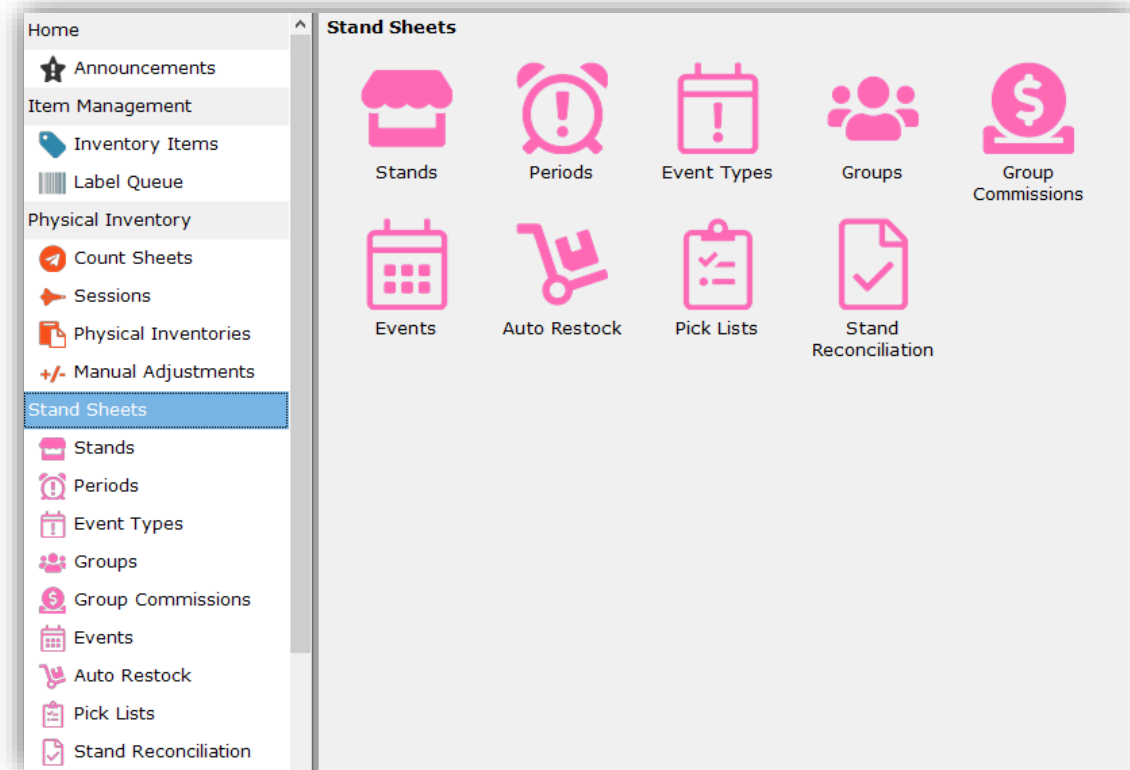 Home
Announcements
Item Management
Inventory Items
Label Queue
Physical Inventory
Count Sheets
Sessions
Physical Inventories
+/- Manual Adjustments
Stand Sheets
Stands
Periods
Event Types
Groups
Group Commissions
Events
Auto Restock
Pick Lists
Stand Reconciliation
Stand Sheets
Stands
Periods
Event Types
Groups
Group
Commissions
Events
Auto Restock
Pick Lists
Stand
Reconciliation